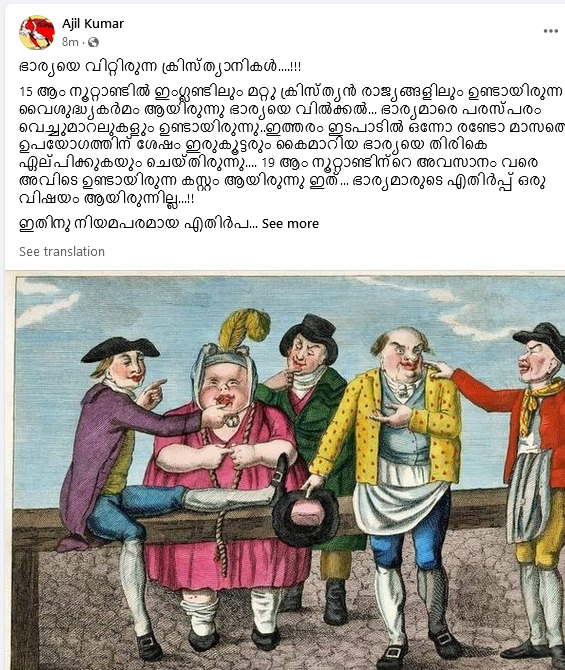 Ajil Kumar
8m ·
ഭാര്യയെ വിറ്റിരുന്ന ക്രിസ്ത്യാനികൾ....!!!
15 ആം നൂറ്റാണ്ടിൽ ഇംഗ്ലണ്ടിലും മറ്റു ക്രിസ്ത്യൻ രാജ്യങ്ങളിലും ഉണ്ടായിരുന്ന
വൈശുദ്ധ്യകർമം ആയിരുന്നു ഭാര്യയെ വിൽക്കൽ... ഭാര്യമാരെ പരസ്പരം
വെച്ചുമാറലുകളും ഉണ്ടായിരുന്നു..ഇത്തരം ഇടപാടിൽ ഒന്നോ രണ്ടോ മാസത്തെ
ഉപയോഗത്തിന് ശേഷം ഇരുകൂട്ടരും കൈമാറിയ ഭാര്യയെ തിരികെ
ഏല്പിക്കുകയും ചെയ്തിരുന്നു.... 19 ആം നൂറ്റാണ്ടിന്റെ അവസാനം വരെ
അവിടെ ഉണ്ടായിരുന്ന കസ്റ്റം ആയിരുന്നു ഇത്... ഭാര്യമാരുടെ എതിർപ്പ് ഒരു
വിഷയം ആയിരുന്നില്ല...!!
ഇതിനു നിയമപരമായ എതിർപ... See more
See translation